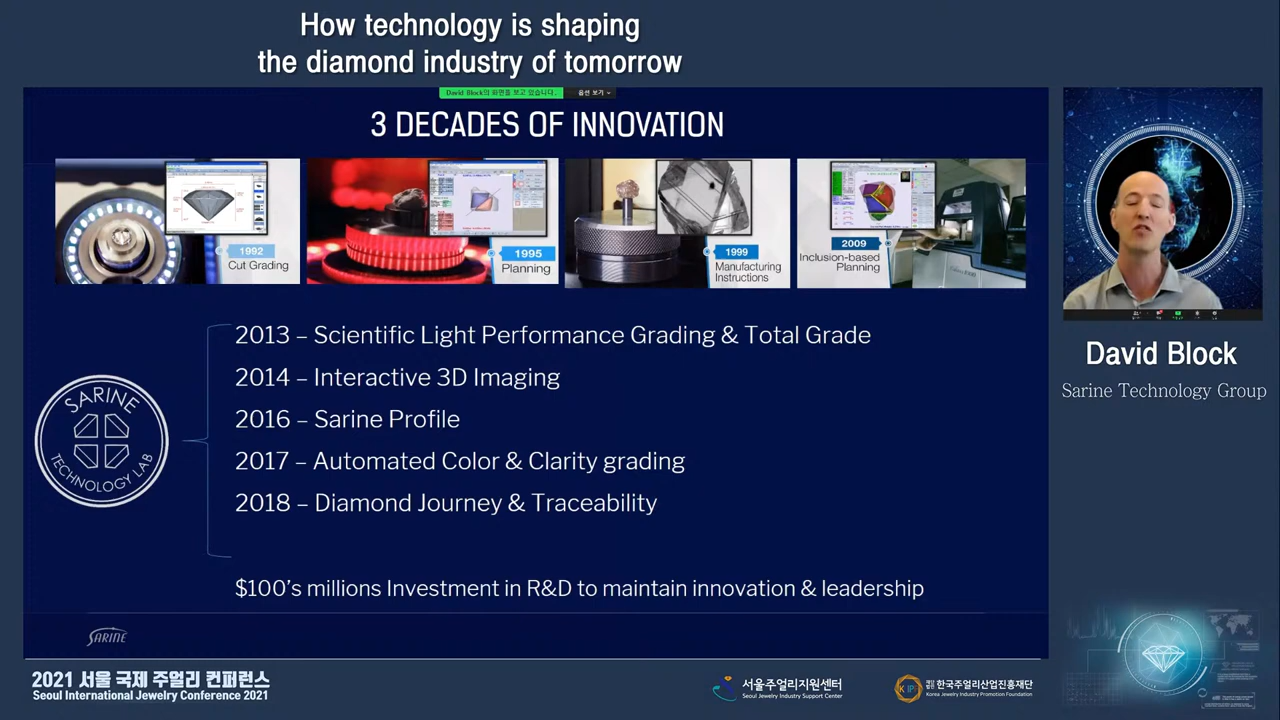 How technology is shaping
the diamond industry of tomorrow
David Block의 화면을 보고 있습니다.
옵션 보기
3 DECADES OF INNOVATION
1992
Cut Grading
1995
Planning
1999
Manufacturing
Instructions
2009
Inclusion-based
Planning
2013 – Scientific Light Performance Grading & Total Grade
2014 – Interactive 3D Imaging
2016 – Sarine Profile
2017 – Automated Color & Clarity grading
2018 – Diamond Journey & Traceability
SARINE
TECHNOLOGY LAB
$100's millions Investment in R&D to maintain innovation & leadership
SARINE
David Block
Sarine Technology Group
2021 서울 국제 주얼리 컨퍼런스
Seoul International Jewelry Conference 2021
서울주얼리지원센터
Seoul Jewelry Industry Support Center
재단법인 한국주얼리산업진흥재단
Korea Jewelry Industry Promotion Foundation